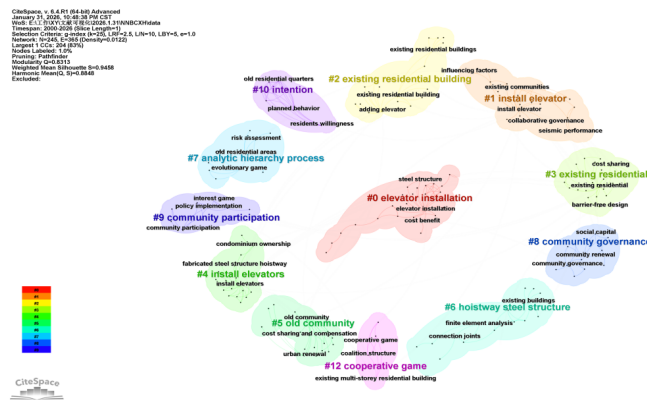 CiteSpace, v. 6.4.R1 (64-bit) Advanced
January 31, 2026, 10:48:38 PM CST
Timespan: 2000-2026 (Slice Length=1)
Selection Criteria: g-index (k=25), LRF=2.5, L/N=10, LBY=5, e=1.0
Network: N=245, E=365 (Density=0.0122)
Largest 1 CCs: 204 (83%)
Nodes Labeled: 1.0%
Pruning: Pathfinder
Modularity Q=0.8313
Weighted Mean Silhouette S=0.9458
Harmonic Mean(Q, S)=0.8848
Excluded:
existing residential buildings
#2 existing residential building
influencing factors
old residential quarters
#10 intention
existing residential building
adding elevator
planned behavior
residents willingness
existing communities
#1 install elevator
install elevator
collaborative governance
seismic performance
risk assessment
old residential areas
#7 analytic hierarchy process
evolutionary game
cost sharing
#3 existing residential
existing residential
barrier-free design
steel structure
#0 elevator installation
elevator installation
cost benefit
interest game
policy implementation
#9 community participation
community participation
social capital
#8 community governance
community renewal
community governance
condominium ownership
fabricated steel structure hoistway
#4 install elevators
install elevators
existing buildings
#6 hoistway steel structure
finite element analysis
connection joints
old community
#5 old community
cost sharing and compensation
urban renewal
cooperative game
coalition structure
#12 cooperative game
existing multi-storey residential building
CiteSpace